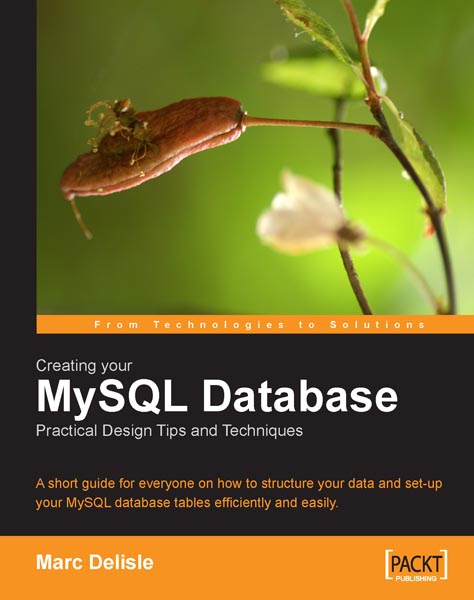 From Technologies to Solutions
Creating your
MySQL Database
Practical Design Tips and Techniques
A short guide for everyone on how to structure your data and set-up
your MySQL database tables efficiently and easily.
Marc Delisle
[PACKT]
PUBLISHING